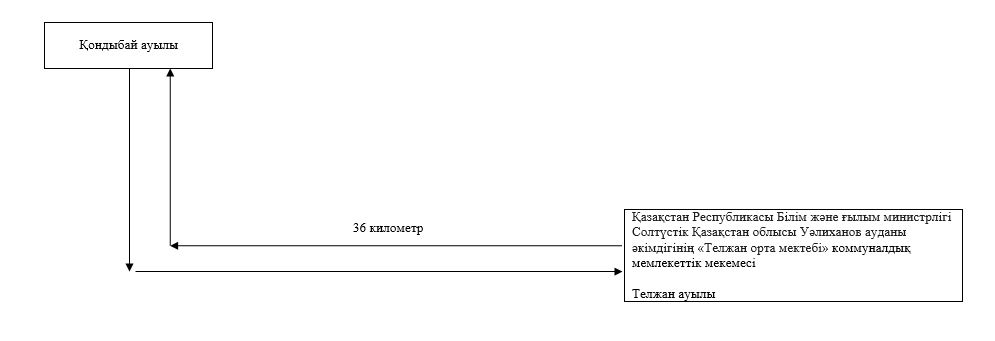 Қондыбай ауылы
36 километр
Қазақстан Республикасы Білім және ғылым министрлігі
Солтүстік Қазақстан облысы Уәлиханов ауданы
әкімдігінің «Телжан орта мектебі» коммуналдық
мемлекеттік мекемесі
Телжан ауылы